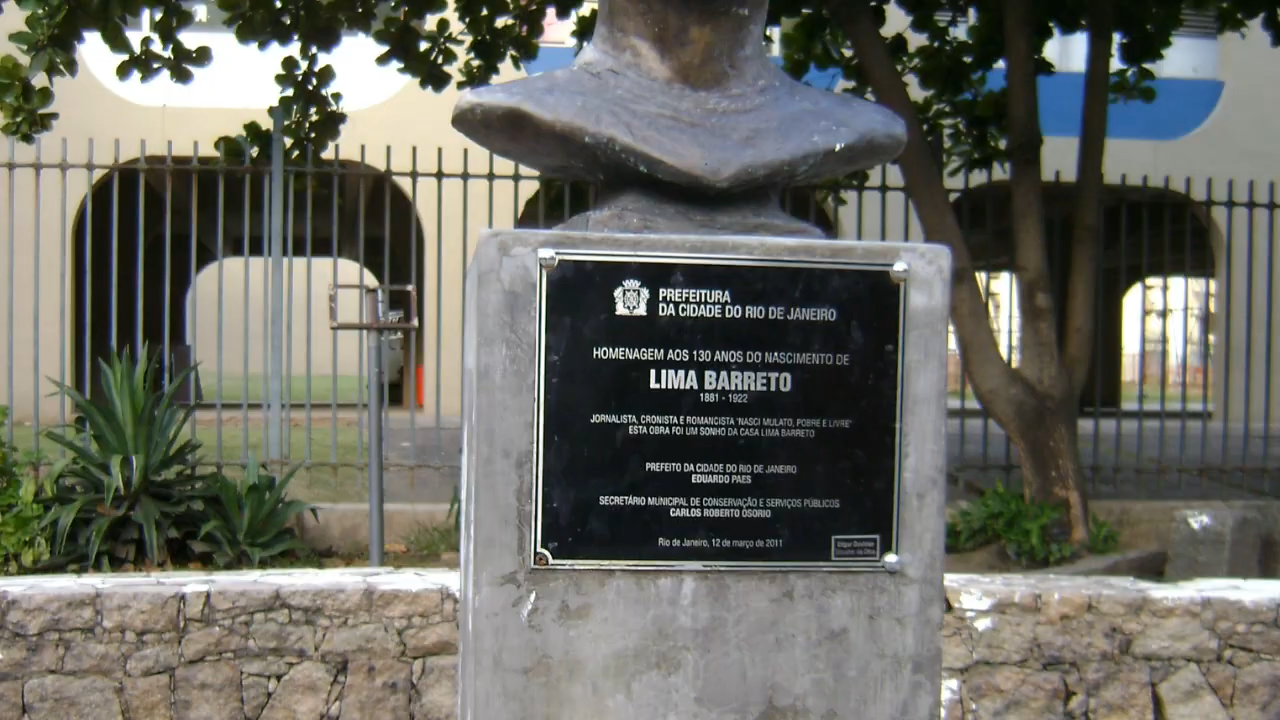 PREFEITURA
DA CIDADE DO RIO DE JANEIRO
HOMENAGEM AOS 130 ANOS DO NASCIMENTO DE
LIMA BARRETO
1881 - 1922
JORNALISTA, CRONISTA E ROMANCISTA "NASCI MULATO, POBRE E LIVRE"
ESTA OBRA FOI UM SONHO DA CASA LIMA BARRETO
PREFEITO DA CIDADE DO RIO DE JANEIRO
EDUARDO PAES
SECRETÁRIO MUNICIPAL DE CONSERVAÇÃO E SERVIÇOS PÚBLICOS
CARLOS ROBERTO OSORIO
Rio de Janeiro, 12 de março de 2011
Edgar Duvivier